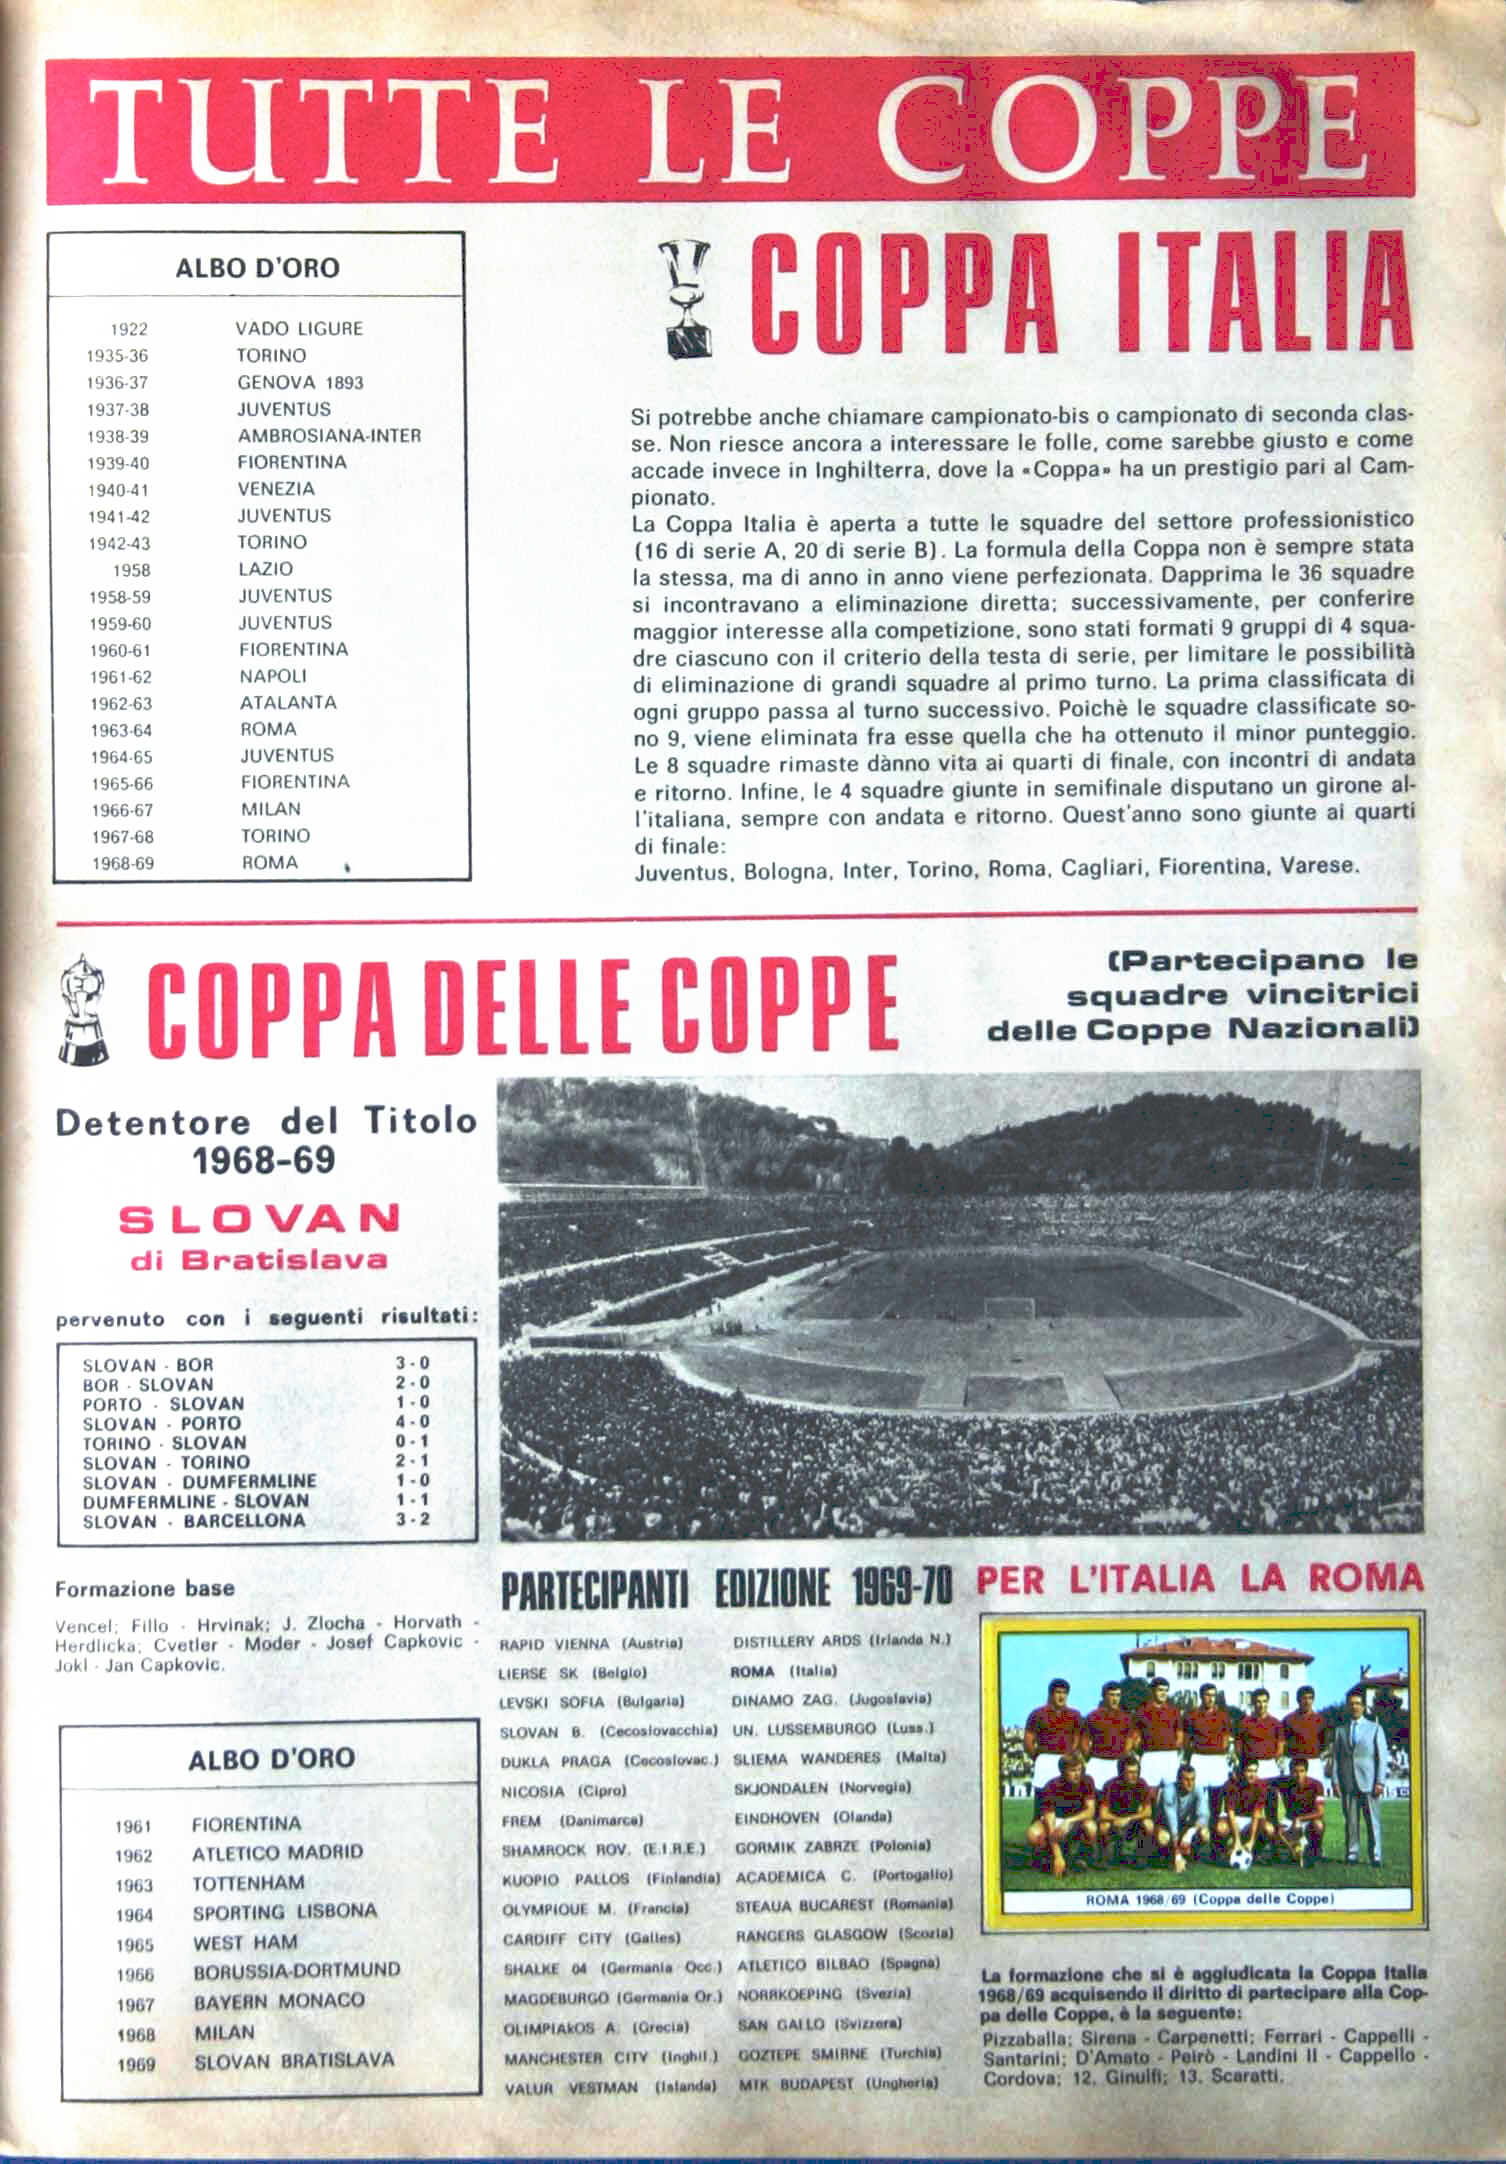 TUTTE LE COPPE
ALBO D'ORO
1922 VADO LIGURE
1935-36 TORINO
1936-37 GENOVA 1893
1937-38 JUVENTUS
1938-39 AMBROSIANA-INTER
1939-40 FIORENTINA
1940-41 VENEZIA
1941-42 JUVENTUS
1942-43 TORINO
1958 LAZIO
1958-59 JUVENTUS
1959-60 JUVENTUS
1960-61 FIORENTINA
1961-62 NAPOLI
1962-63 ATALANTA
1963-64 ROMA
1964-65 JUVENTUS
1965-66 FIORENTINA
1966-67 MILAN
1967-68 TORINO
1968-69 ROMA
COPPA ITALIA
Si potrebbe anche chiamare campionato-bis o campionato di seconda clas-
se. Non riesce ancora a interessare le folle, come sarebbe giusto e come
accade invece in Inghilterra, dove la «Coppa» ha un prestigio pari al Cam-
pionato.
La Coppa Italia è aperta a tutte le squadre del settore professionistico
(16 di serie A, 20 di serie B). La formula della Coppa non è sempre stata
la stessa, ma di anno in anno viene perfezionata. Dapprima le 36 squadre
si incontravano a eliminazione diretta; successivamente, per conferire
maggior interesse alla competizione, sono stati formati 9 gruppi di 4 squa-
dre ciascuno con il criterio della testa di serie, per limitare le possibilità
di eliminazione di grandi squadre al primo turno. La prima classificata di
ogni gruppo passa al turno successivo. Poichè le squadre classificate so-
no 9, viene eliminata fra esse quella che ha ottenuto il minor punteggio.
Le 8 squadre rimaste dànno vita ai quarti di finale, con incontri di andata
e ritorno. Infine, le 4 squadre giunte in semifinale disputano un girone al-
l'italiana, sempre con andata e ritorno. Quest'anno sono giunte ai quarti
di finale:
Juventus, Bologna, Inter, Torino, Roma, Cagliari, Fiorentina, Varese.
COPPA DELLE COPPE
(Partecipano le
squadre vincitrici
delle Coppe Nazionali)
Detentore del Titolo
1968-69
SLOVAN
di Bratislava
pervenuto con i seguenti risultati:
SLOVAN - BOR 3-0
BOR - SLOVAN 2-0
PORTO - SLOVAN 1-0
SLOVAN - PORTO 4-0
TORINO - SLOVAN 0-1
SLOVAN - TORINO 2-1
SLOVAN - DUMFERMLINE 1-0
DUMFERMLINE - SLOVAN 1-1
SLOVAN - BARCELLONA 3-2
Formazione base
Vencel; Fillo - Hrvinak; J. Zlocha - Horvath -
Herdlicka; Cvetler - Moder - Josef Capkovic -
Jokl - Jan Capkovic.
ALBO D'ORO
1961 FIORENTINA
1962 ATLETICO MADRID
1963 TOTTENHAM
1964 SPORTING LISBONA
1965 WEST HAM
1966 BORUSSIA-DORTMUND
1967 BAYERN MONACO
1968 MILAN
1969 SLOVAN BRATISLAVA
PARTECIPANTI EDIZIONE 1969-70
RAPID VIENNA (Austria)
LIERSE SK (Belgio)
LEVSKI SOFIA (Bulgaria)
SLOVAN B. (Cecoslovacchia)
DUKLA PRAGA (Cecoslovac.)
NICOSIA (Cipro)
FREM (Danimarca)
SHAMROCK ROV. (E.I.R.E.)
KUOPIO PALLOS (Finlandia)
OLYMPIQUE M. (Francia)
CARDIFF CITY (Galles)
SHALKE 04 (Germania Occ.)
MAGDEBURGO (Germania Or.)
OLIMPIAKOS A. (Grecia)
MANCHESTER CITY (Inghil.)
VALUR VESTMAN (Islanda)
DISTILLERY ARDS (Irlanda N.)
ROMA (Italia)
DINAMO ZAG. (Jugoslavia)
UN. LUSSEMBURGO (Luss.)
SLIEMA WANDERES (Malta)
SKJONDALEN (Norvegia)
EINDHOVEN (Olanda)
GORMIK ZABRZE (Polonia)
ACADEMICA C. (Portogallo)
STEAUA BUCAREST (Romania)
RANGERS GLASGOW (Scozia)
ATLETICO BILBAO (Spagna)
NORRKOEPING (Svezia)
SAN GALLO (Svizzera)
GOZTEPE SMIRNE (Turchia)
MTK BUDAPEST (Ungheria)
PER L'ITALIA LA ROMA
ROMA 1968/69 (Coppa delle Coppe)
La formazione che si è aggiudicata la Coppa Italia
1968/69 acquisendo il diritto di partecipare alla Cop-
pa delle Coppe, è la seguente:
Pizzaballa; Sirena - Carpenetti; Ferrari - Cappelli -
Santarini; D'Amato - Peirò - Landini II - Cappello -
Cordova; 12. Ginulfi; 13. Scaratti.